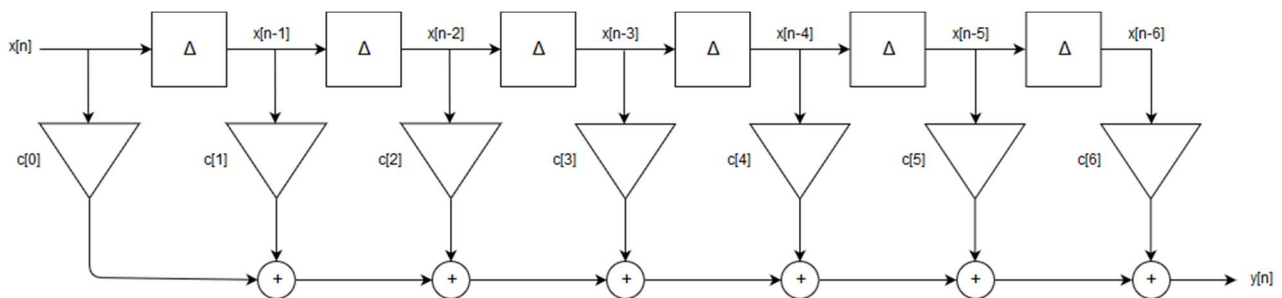 x[n] Δ x[n-1] Δ x[n-2] Δ x[n-3] Δ x[n-4] Δ x[n-5] Δ x[n-6]
c[0] c[1] c[2] c[3] c[4] c[5] c[6]
+ + + + + + y[n]